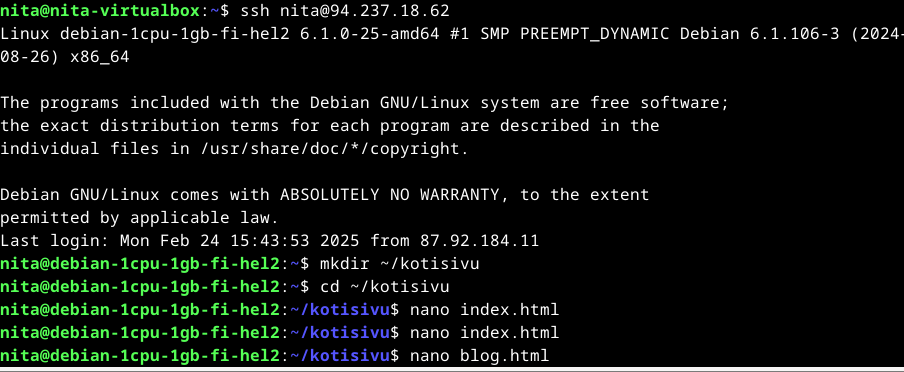 nita@nita-virtualbox:~$ ssh nita@94.237.18.62
Linux debian-1cpu-1gb-fi-hel2 6.1.0-25-amd64 #1 SMP PREEMPT_DYNAMIC Debian 6.1.106-3 (2024-
08-26) x86_64
The programs included with the Debian GNU/Linux system are free software;
the exact distribution terms for each program are described in the
individual files in /usr/share/doc/*/copyright.
Debian GNU/Linux comes with ABSOLUTELY NO WARRANTY, to the extent
permitted by applicable law.
Last login: Mon Feb 24 15:43:53 2025 from 87.92.184.11
nita@debian-1cpu-1gb-fi-hel2:~$ mkdir ~/kotisivu
nita@debian-1cpu-1gb-fi-hel2:~$ cd ~/kotisivu
nita@debian-1cpu-1gb-fi-hel2:~/kotisivu$ nano index.html
nita@debian-1cpu-1gb-fi-hel2:~/kotisivu$ nano index.html
nita@debian-1cpu-1gb-fi-hel2:~/kotisivu$ nano blog.html